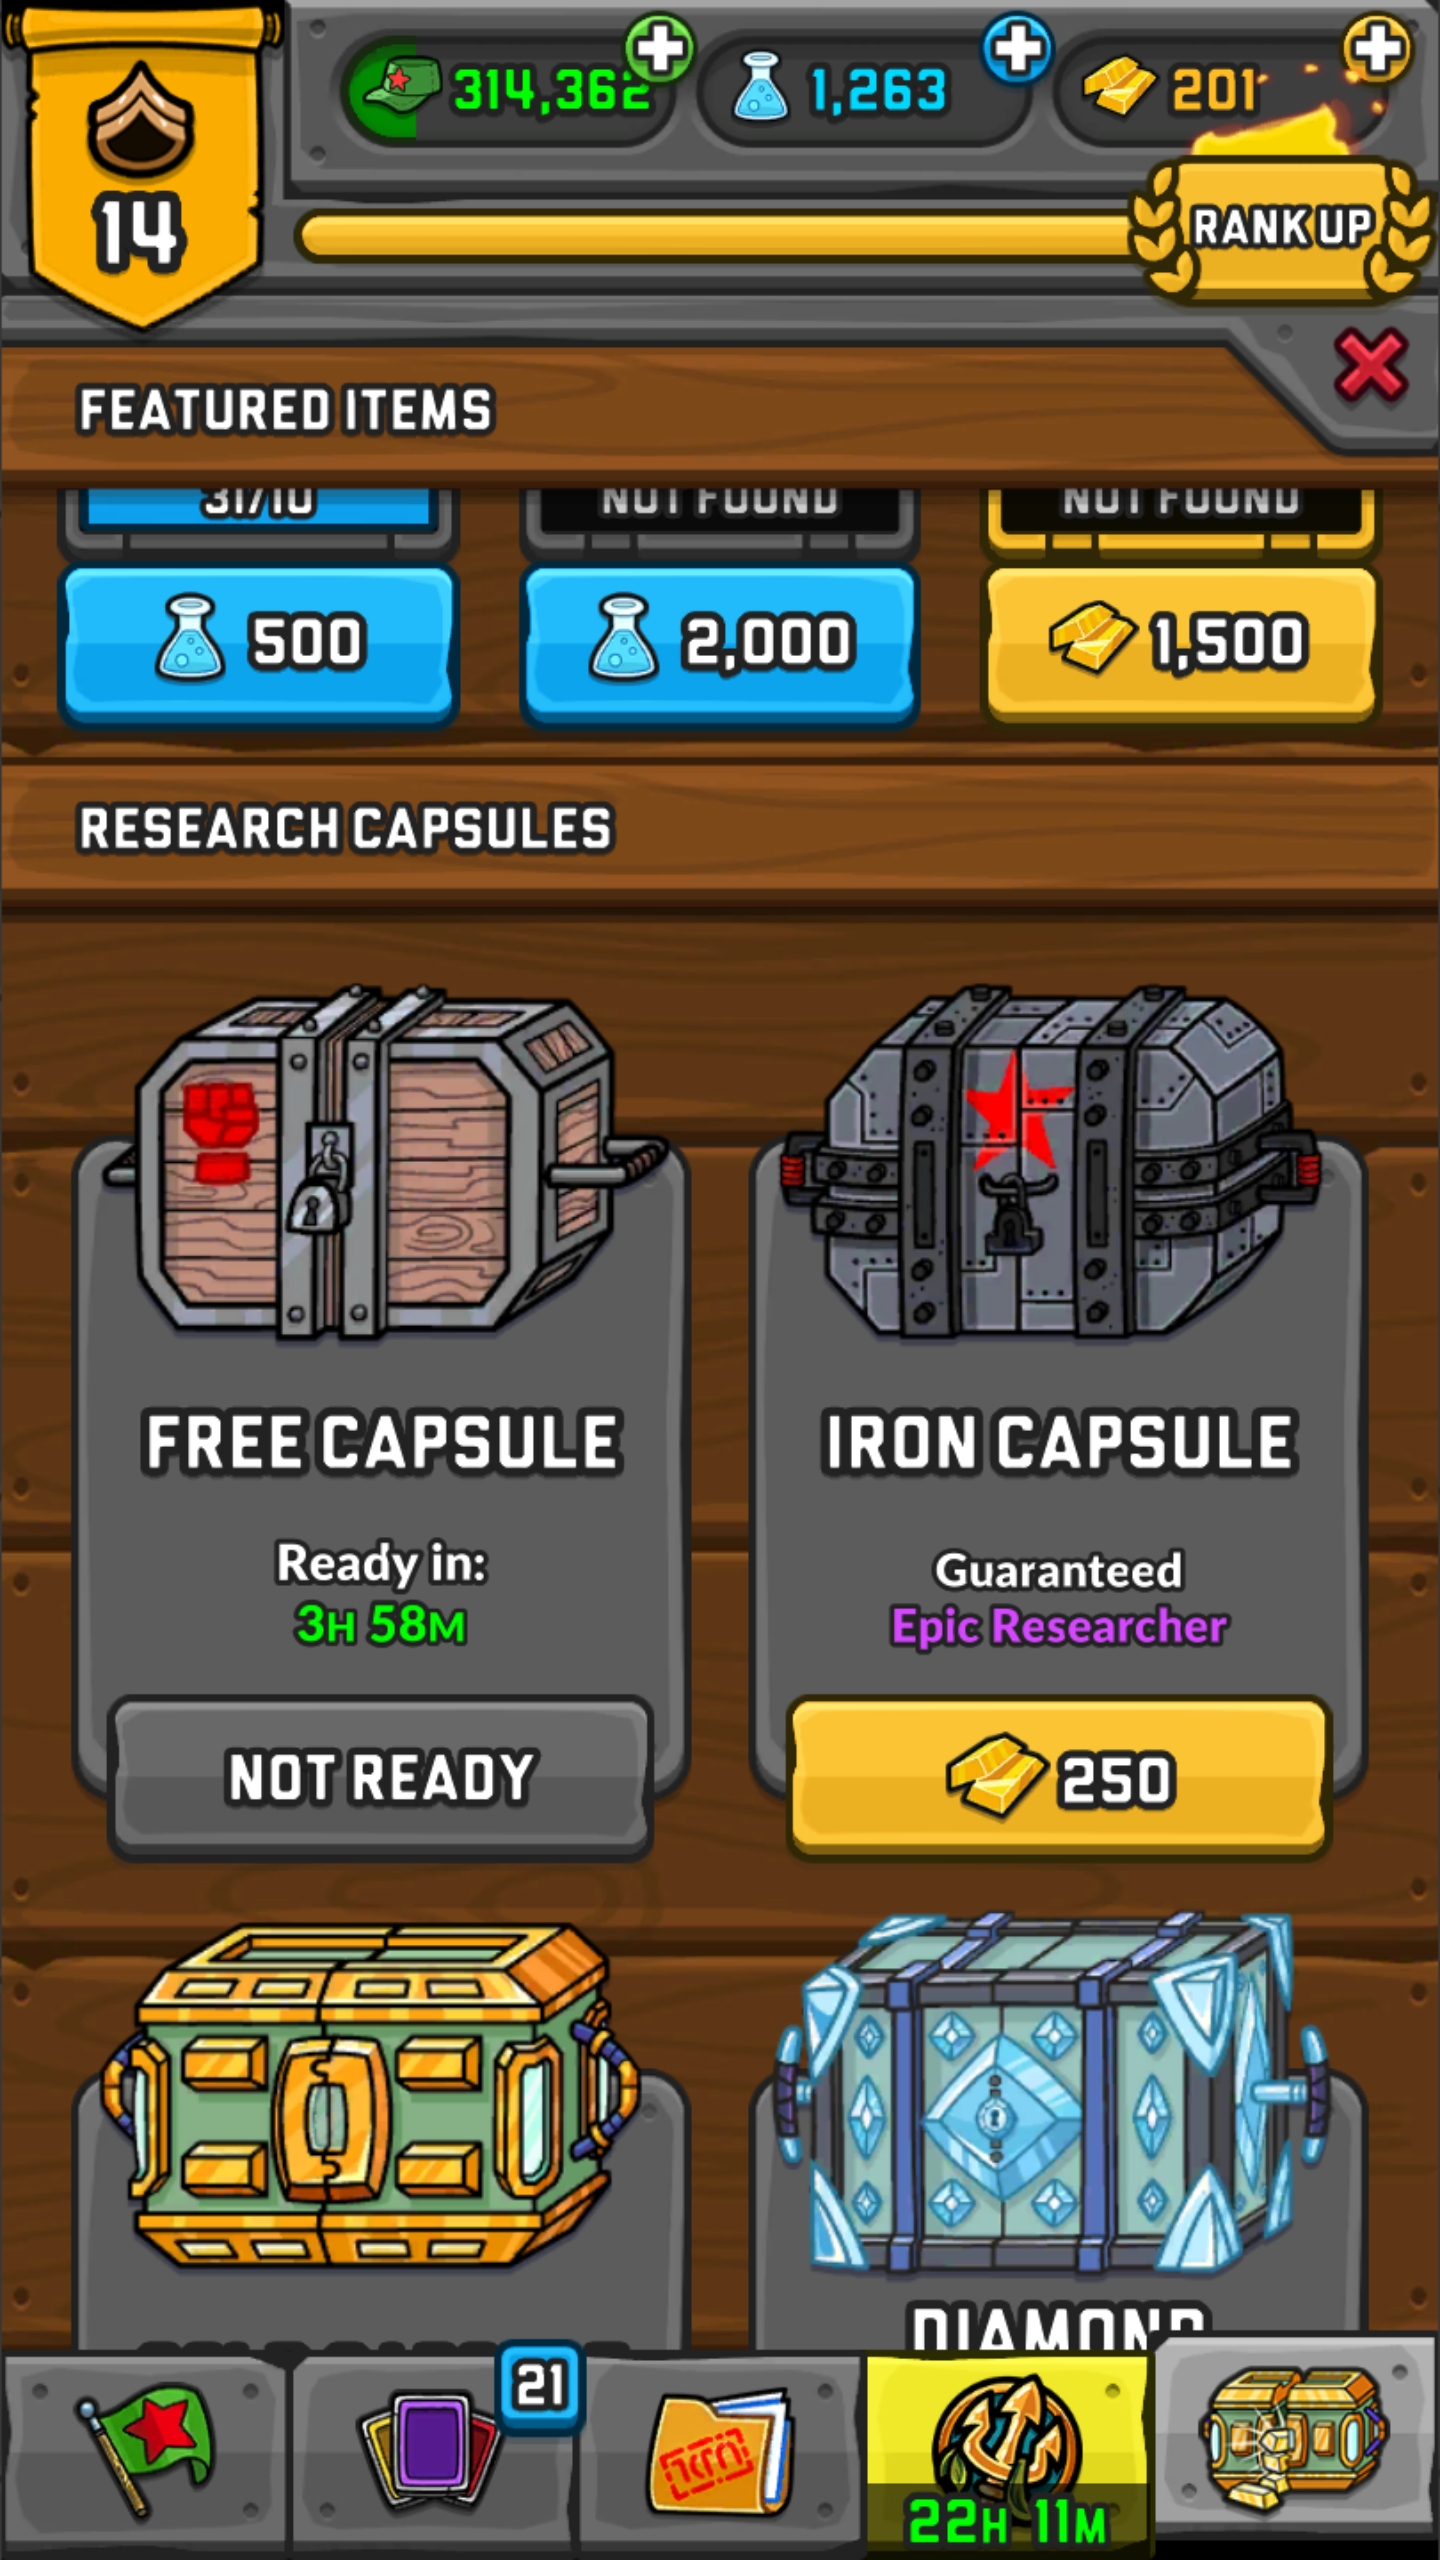 314,362
1,263
201
14
RANK UP
FEATURED ITEMS
31/10
NOT FOUND
NOT FOUND
500
2,000
1,500
RESEARCH CAPSULES
FREE CAPSULE
Ready in:
3H 58M
NOT READY
IRON CAPSULE
Guaranteed
Epic Researcher
250
DIAMOND
21
22H 11M